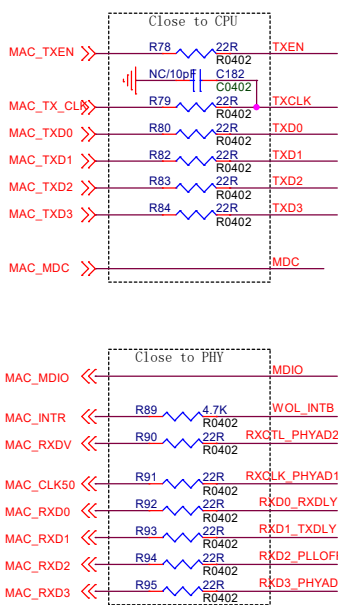 Close to CPU
MAC_TXEN R78 22R TXEN
R0402
NC/10pF C182
C0402
MAC_TX_CLK R79 22R TXCLK
R0402
MAC_TXD0 R80 22R TXD0
R0402
MAC_TXD1 R82 22R TXD1
R0402
MAC_TXD2 R83 22R TXD2
R0402
MAC_TXD3 R84 22R TXD3
R0402
MAC_MDC MDC
Close to PHY
MAC_MDIO MDIO
MAC_INTR R89 4.7K WOL_INTB
R0402
MAC_RXDV R90 22R RXCTL_PHYAD2
R0402
MAC_CLK50 R91 22R RXCLK_PHYAD1
R0402
MAC_RXD0 R92 22R RXD0_RXDLY
R0402
MAC_RXD1 R93 22R RXD1_TXDLY
R0402
MAC_RXD2 R94 22R RXD2_PLLOFF
R0402
MAC_RXD3 R95 22R RXD3_PHYAD
R0402